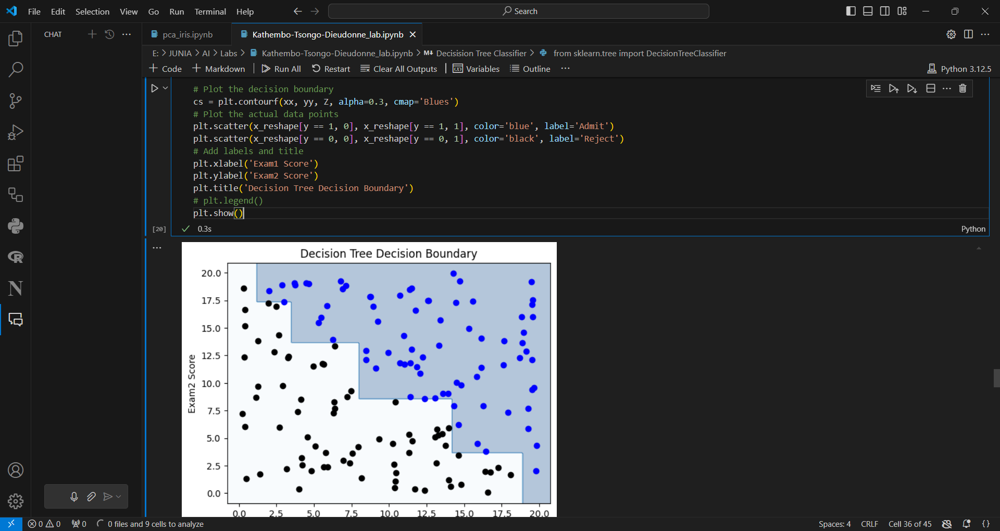 File Edit Selection View Go Run Terminal Help
Search
CHAT
pca_iris.ipynb
Kathembo-Tsongo-Dieudonne_lab.ipynb
E: > JUNIA > AI > Labs > Kathembo-Tsongo-Dieudonne_lab.ipynb > M↓ Decisision Tree Classifier > from sklearn.tree import DecisionTreeClassifier
+ Code + Markdown Run All Restart Clear All Outputs Variables Outline ...
Python 3.12.5
# Plot the decision boundary
cs = plt.contourf(xx, yy, Z, alpha=0.3, cmap='Blues')
# Plot the actual data points
plt.scatter(x_reshape[y == 1, 0], x_reshape[y == 1, 1], color='blue', label='Admit')
plt.scatter(x_reshape[y == 0, 0], x_reshape[y == 0, 1], color='black', label='Reject')
# Add labels and title
plt.xlabel('Exam1 Score')
plt.ylabel('Exam2 Score')
plt.title('Decision Tree Decision Boundary')
# plt.legend()
plt.show()
[20] 0.3s
Python
Decision Tree Decision Boundary
20.0
17.5
15.0
12.5
10.0
7.5
5.0
2.5
0.0
Exam2 Score
0.0 2.5 5.0 7.5 10.0 12.5 15.0 17.5 20.0
0 0 0 0 files and 9 cells to analyze
Spaces: 4 CRLF Cell 36 of 45